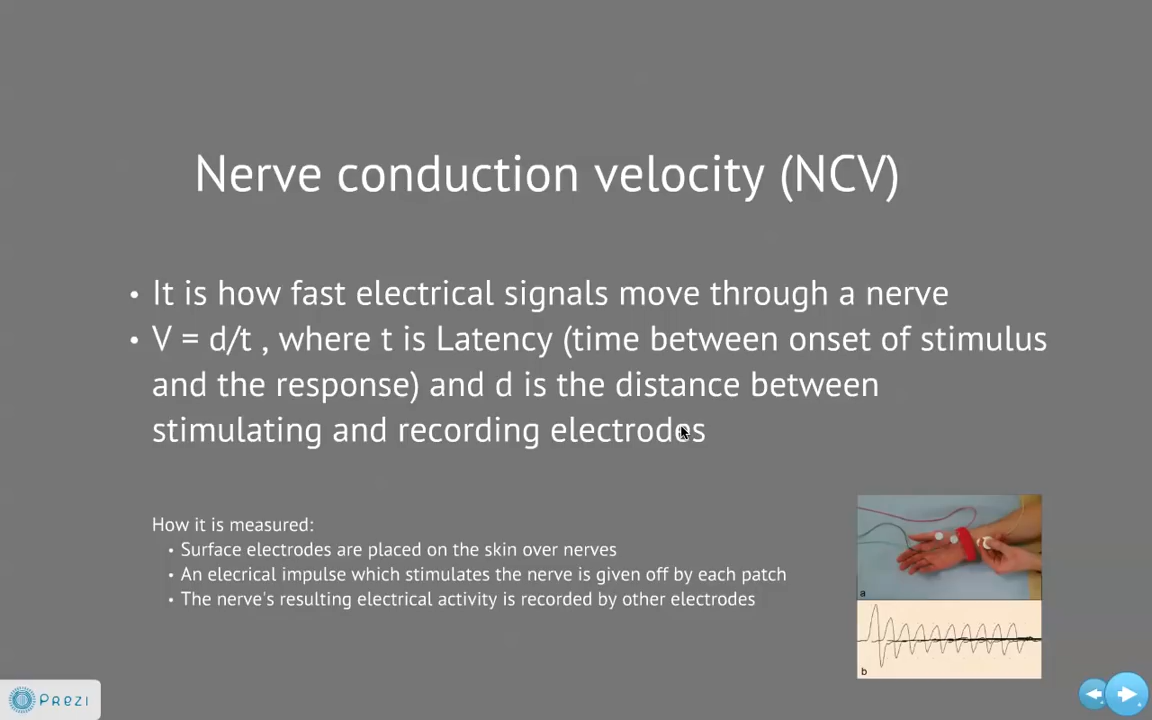 Nerve conduction velocity (NCV)
• It is how fast electrical signals move through a nerve
• V = d/t , where t is Latency (time between onset of stimulus
and the response) and d is the distance between
stimulating and recording electrodes
How it is measured:
• Surface electrodes are placed on the skin over nerves
• An elecrical impulse which stimulates the nerve is given off by each patch
• The nerve's resulting electrical activity is recorded by other electrodes
a
b
Prezi